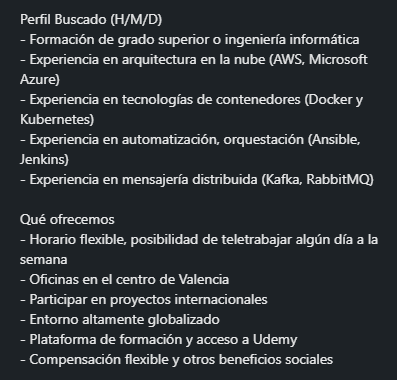 Perfil Buscado (H/M/D)
- Formación de grado superior o ingeniería informática
- Experiencia en arquitectura en la nube (AWS, Microsoft
Azure)
- Experiencia en tecnologías de contenedores (Docker y
Kubernetes)
- Experiencia en automatización, orquestación (Ansible,
Jenkins)
- Experiencia en mensajería distribuida (Kafka, RabbitMQ)
Qué ofrecemos
- Horario flexible, posibilidad de teletrabajar algún día a la
semana
- Oficinas en el centro de Valencia
- Participar en proyectos internacionales
- Entorno altamente globalizado
- Plataforma de formación y acceso a Udemy
- Compensación flexible y otros beneficios sociales